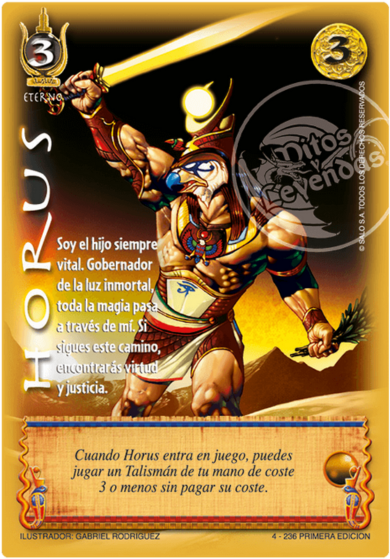 3
ETERNO
3
HORUS
Mitos
y
Leyendas
© SALO S.A. TODOS LOS DERECHOS RESERVADOS
Soy el hijo siempre
vital. Gobernador
de la luz inmortal,
toda la magia pasa
a través de mí. Si
sigues este camino,
encontrarás virtud
y justicia.
Cuando Horus entra en juego, puedes
jugar un Talismán de tu mano de coste
3 o menos sin pagar su coste.
ILUSTRADOR: GABRIEL RODRIGUEZ
4 - 236 PRIMERA EDICION